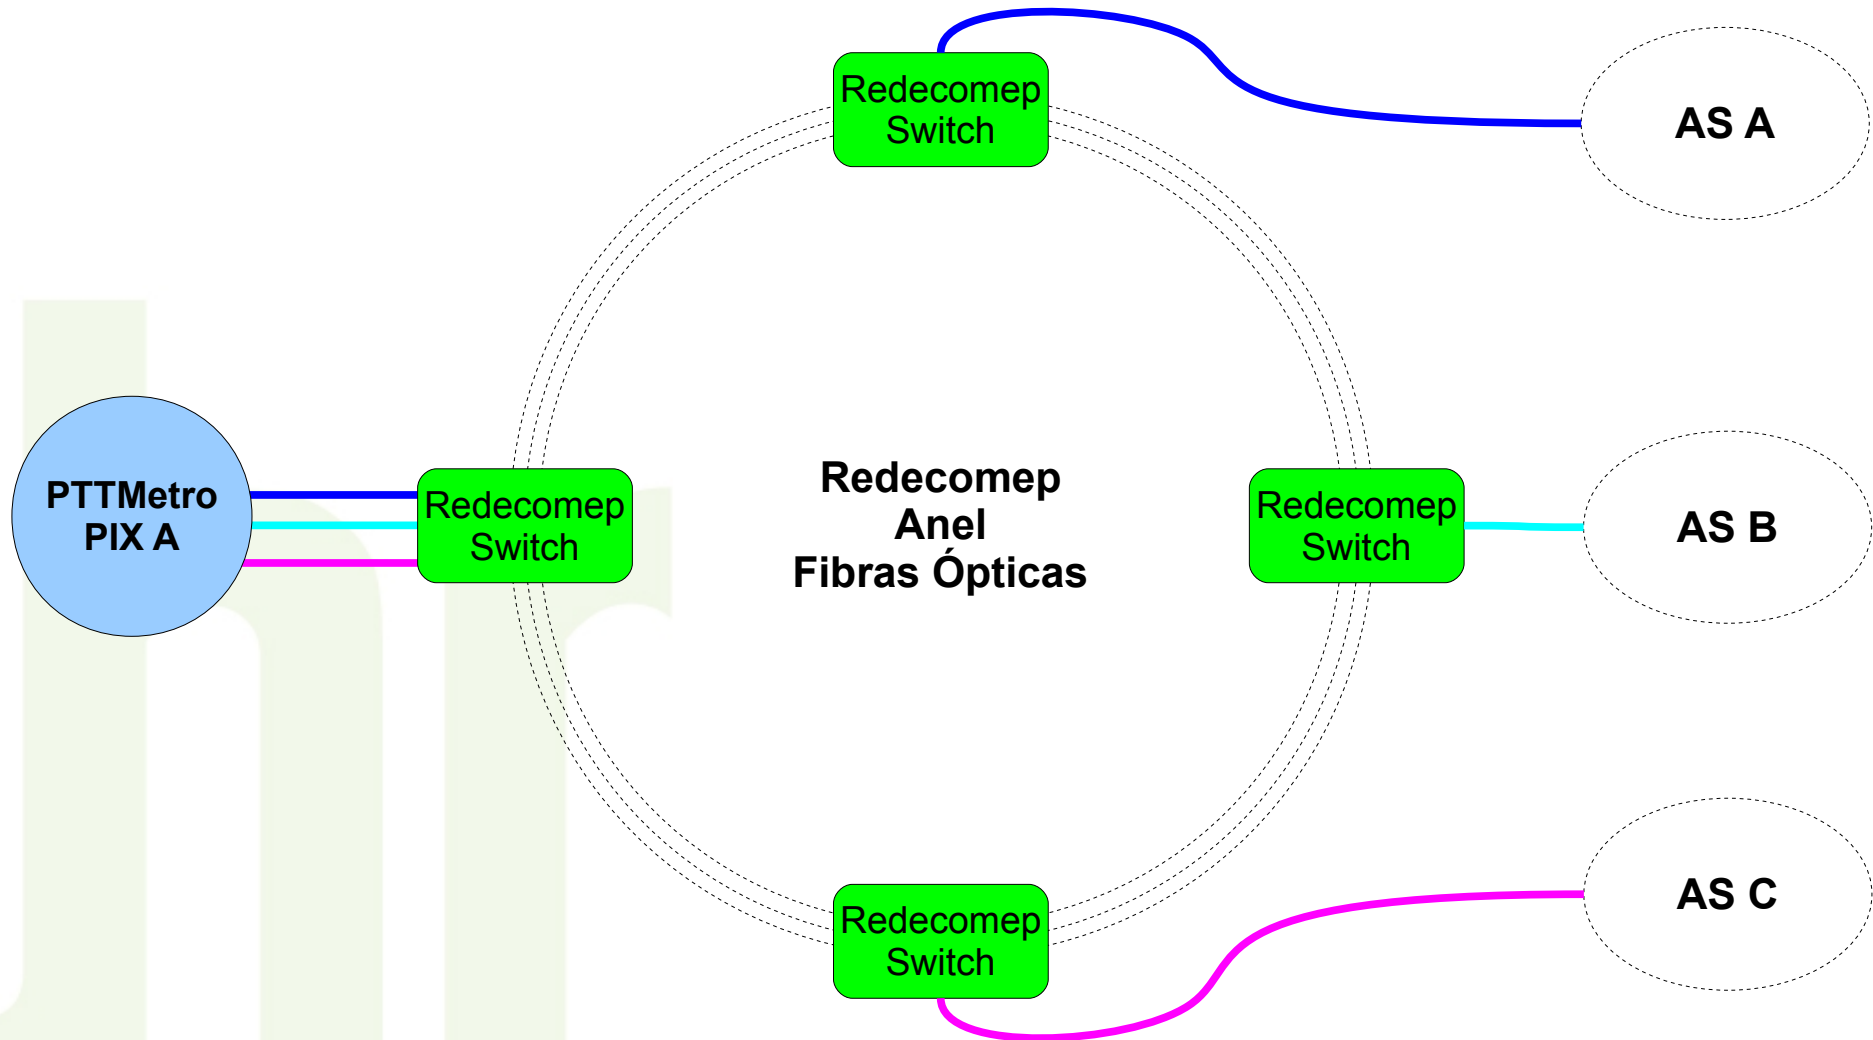 Redecomep
Switch
AS A
PTTMetro
PIX A
Redecomep
Switch
Redecomep
Anel
Fibras Ópticas
Redecomep
Switch
AS B
Redecomep
Switch
AS C